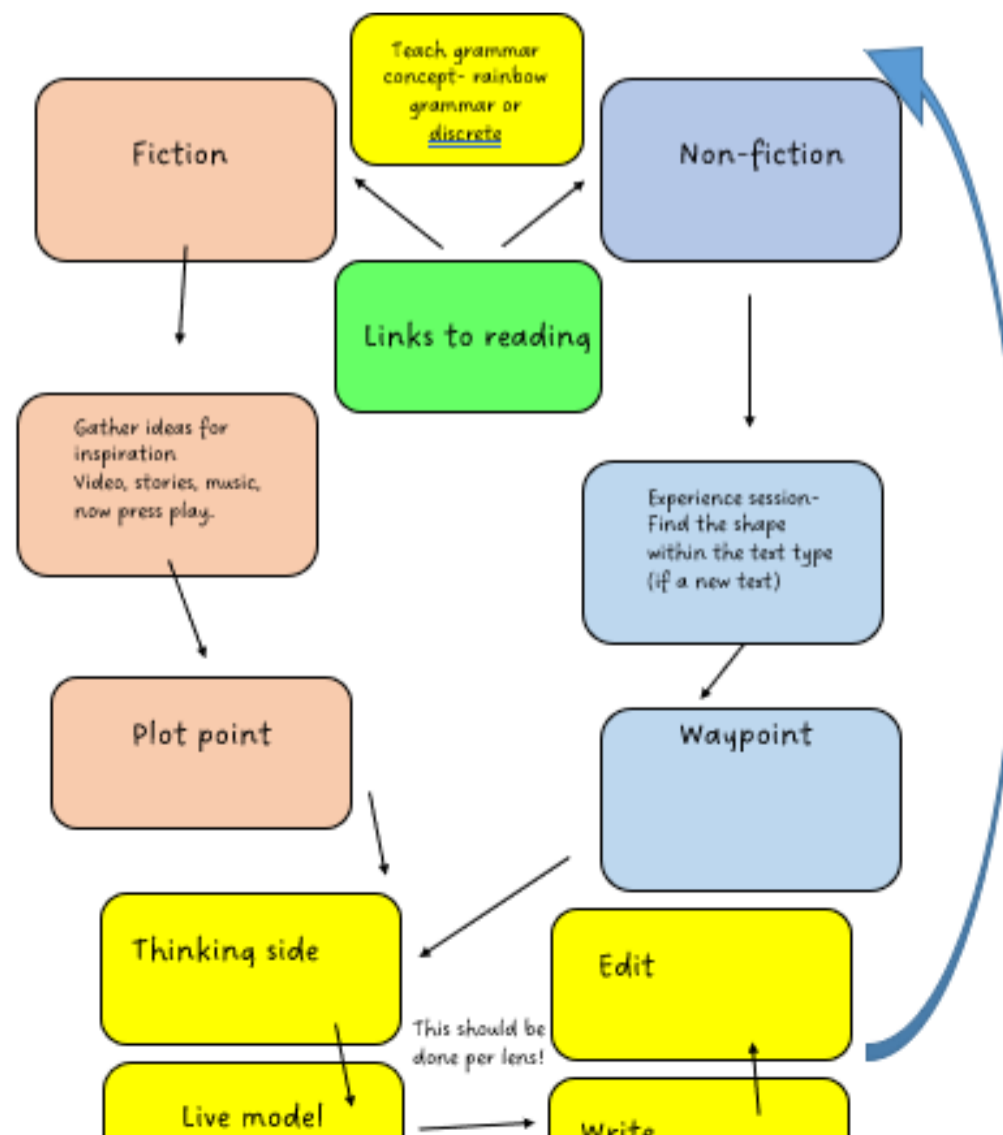 Teach grammar
concept- rainbow
grammar or
discrete
Fiction
Non-fiction
Links to reading
Gather ideas for
inspiration
Video, stories, music,
now press play.
Experience session-
Find the shape
within the text type
(if a new text)
Plot point
Waypoint
Thinking side
Edit
This should be
done per lens!
Live model
Write